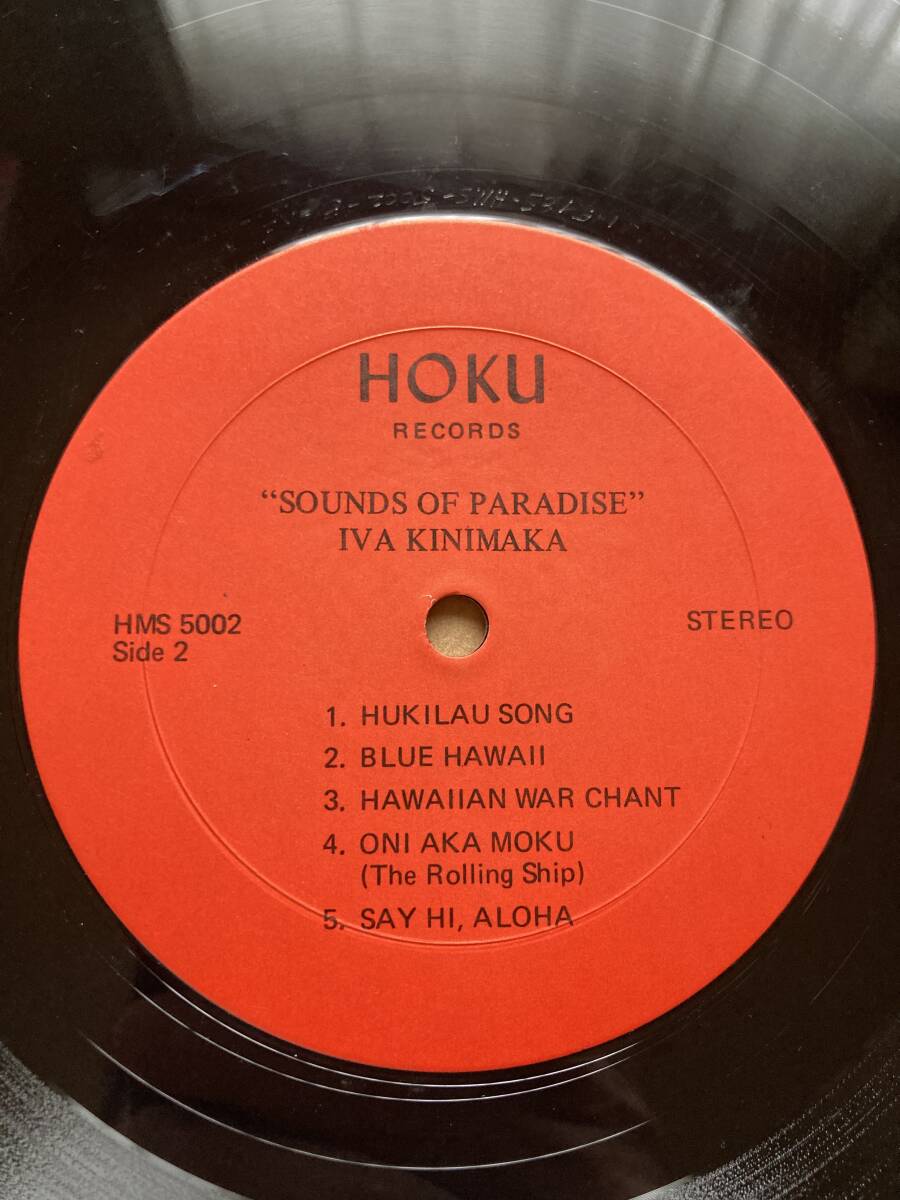 HOKU
RECORDS
“SOUNDS OF PARADISE”
IVA KINIMAKA
HMS 5002
Side 2
STEREO
1. HUKILAU SONG
2. BLUE HAWAII
3. HAWAIIAN WAR CHANT
4. ONI AKA MOKU
(The Rolling Ship)
5. SAY HI, ALOHA